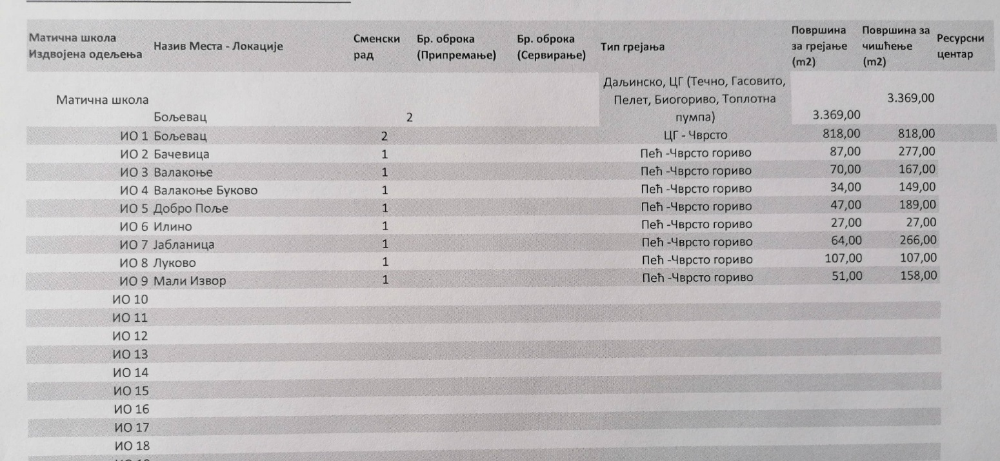 Матична школа Издвојена одељења Назив Места - Локације Сменски рад Бр. оброка (Припремање) Бр. оброка (Сервирање) Тип грејања Површина за грејање (m2) Површина за чишћење (m2) Ресурсни центар
Матична школа Бољевац 2 Даљинско, ЦГ (Течно, Гасовито, Пелет, Биогориво, Топлотна пумпа) 3.369,00 3.369,00
ИО 1 Бољевац 2 ЦГ - Чврсто 818,00 818,00
ИО 2 Бачевица 1 Пећ -Чврсто гориво 87,00 277,00
ИО 3 Валакоње 1 Пећ -Чврсто гориво 70,00 167,00
ИО 4 Валакоње Буково 1 Пећ -Чврсто гориво 34,00 149,00
ИО 5 Добро Поље 1 Пећ -Чврсто гориво 47,00 189,00
ИО 6 Илино 1 Пећ -Чврсто гориво 27,00 27,00
ИО 7 Јабланица 1 Пећ -Чврсто гориво 64,00 266,00
ИО 8 Луково 1 Пећ -Чврсто гориво 107,00 107,00
ИО 9 Мали Извор 1 Пећ -Чврсто гориво 51,00 158,00
ИО 10
ИО 11
ИО 12
ИО 13
ИО 14
ИО 15
ИО 16
ИО 17
ИО 18